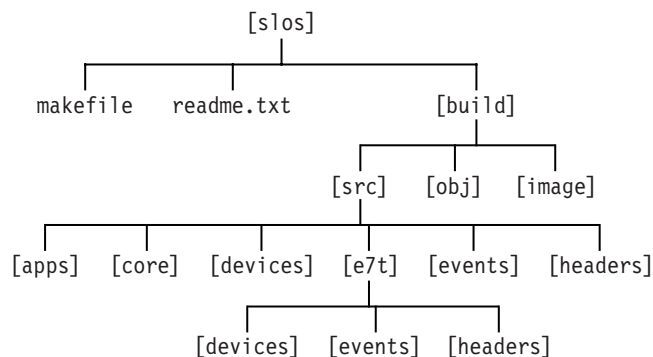 [slos]
makefile readme.txt [build]
[src] [obj] [image]
[apps] [core] [devices] [e7t] [events] [headers]
[devices] [events] [headers]